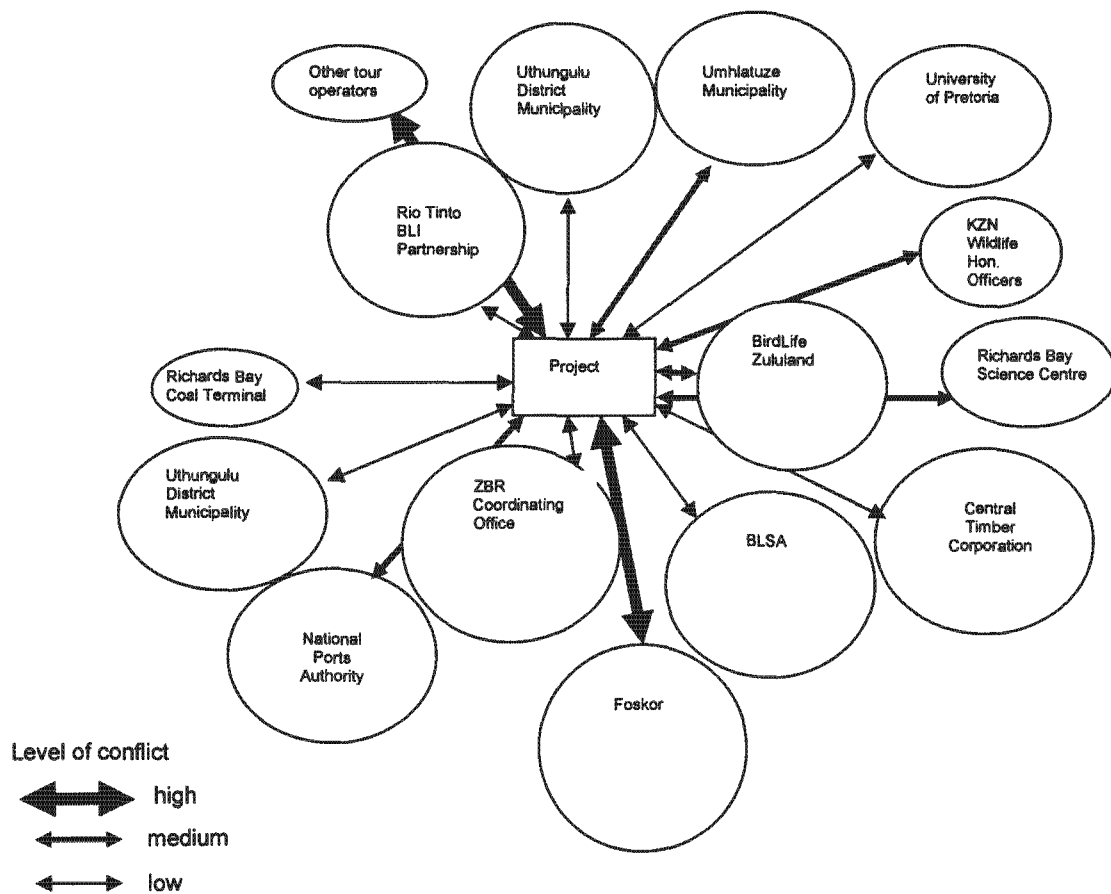 Other tour
operators
Uthungulu
District
Municipality
Umhlatuze
Municipality
University
of Pretoria
Rio Tinto
BLI
Partnership
KZN
Wildlife
Hon.
Officers
Project
BirdLife
Zululand
Richards Bay
Science Centre
Richards Bay
Coal Terminal
Uthungulu
District
Municipality
ZBR
Coordinating
Office
BLSA
Central
Timber
Corporation
National
Ports
Authority
Foskor
Level of conflict
high
medium
low